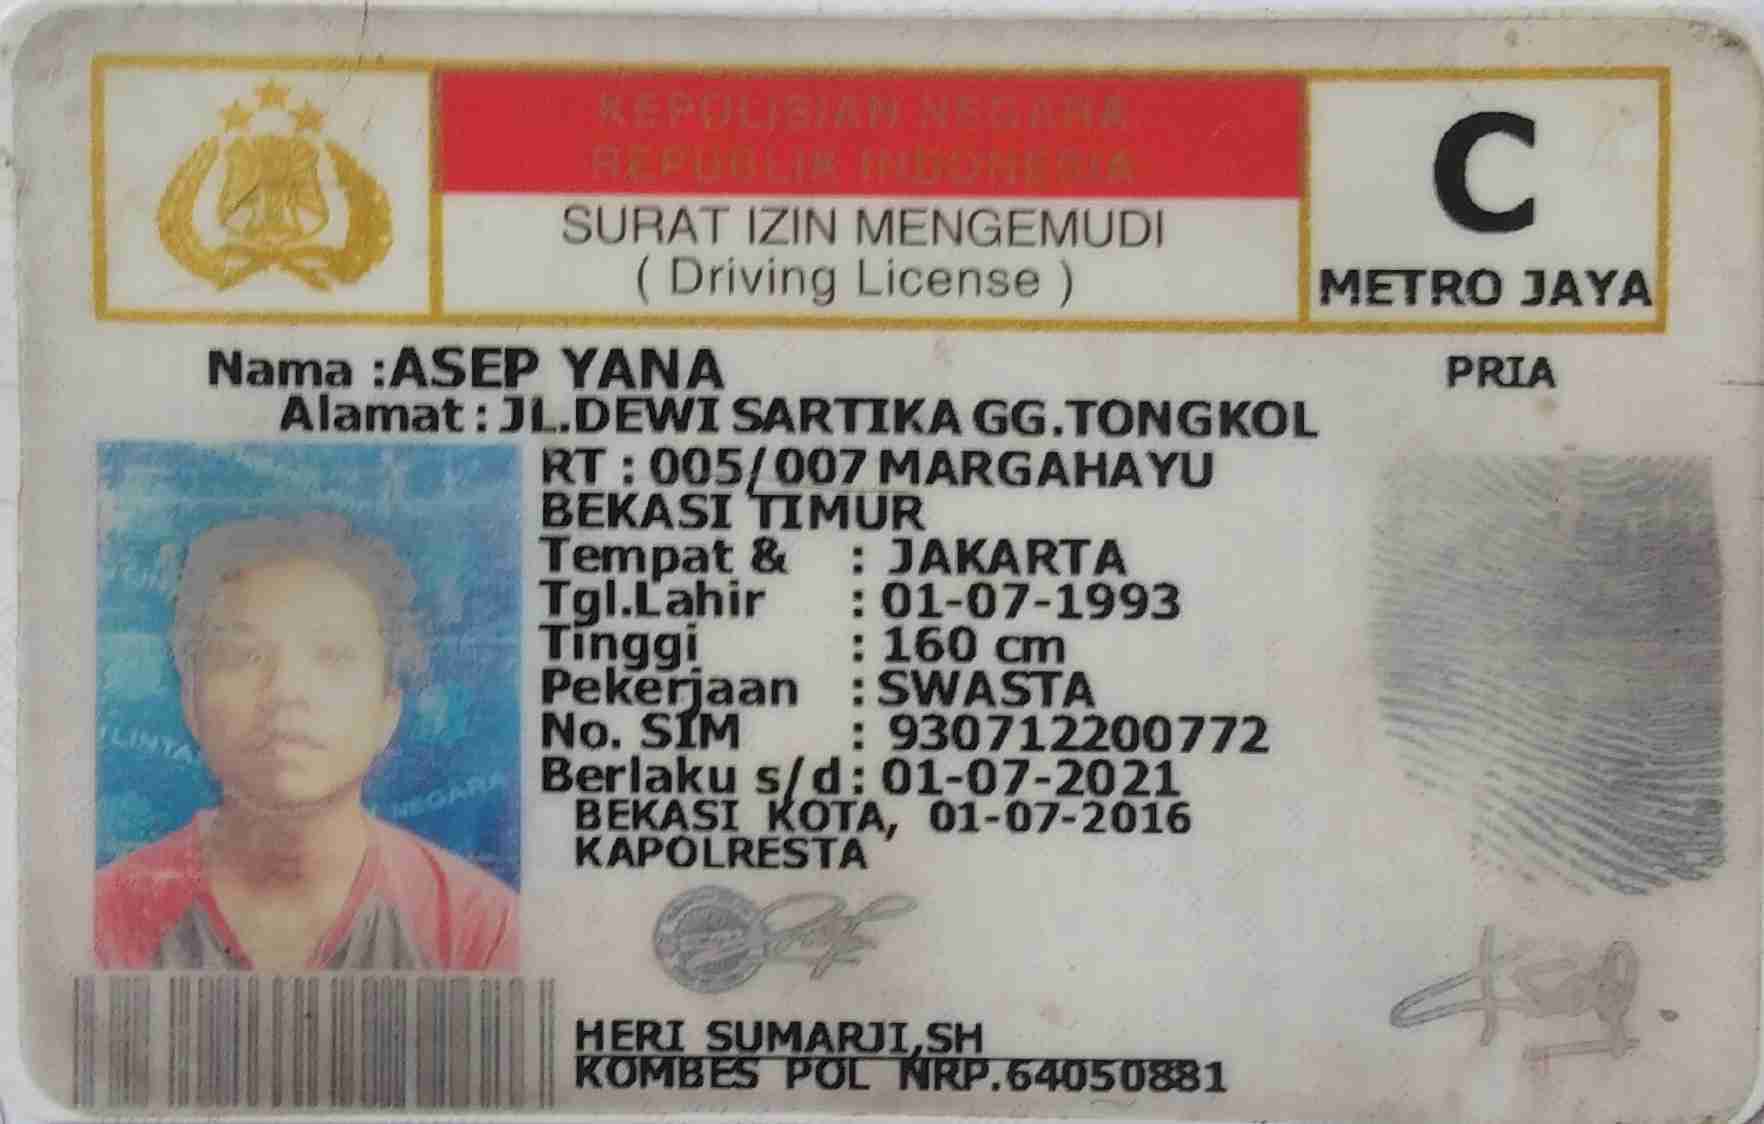 KEPOLISIAN NEGARA
REPUBLIK INDONESIA
SURAT IZIN MENGEMUDI
( Driving License )
C
METRO JAYA
Nama :ASEP YANA
PRIA
Alamat : JL.DEWI SARTIKA GG.TONGKOL
RT : 005/007 MARGAHAYU
BEKASI TIMUR
Tempat & : JAKARTA
Tgl.Lahir : 01-07-1993
Tinggi : 160 cm
Pekerjaan : SWASTA
No. SIM : 930712200772
Berlaku s/d : 01-07-2021
BEKASI KOTA, 01-07-2016
KAPOLRESTA
NEGARA
HERI SUMARJI,SH
KOMBES POL NRP.64050881